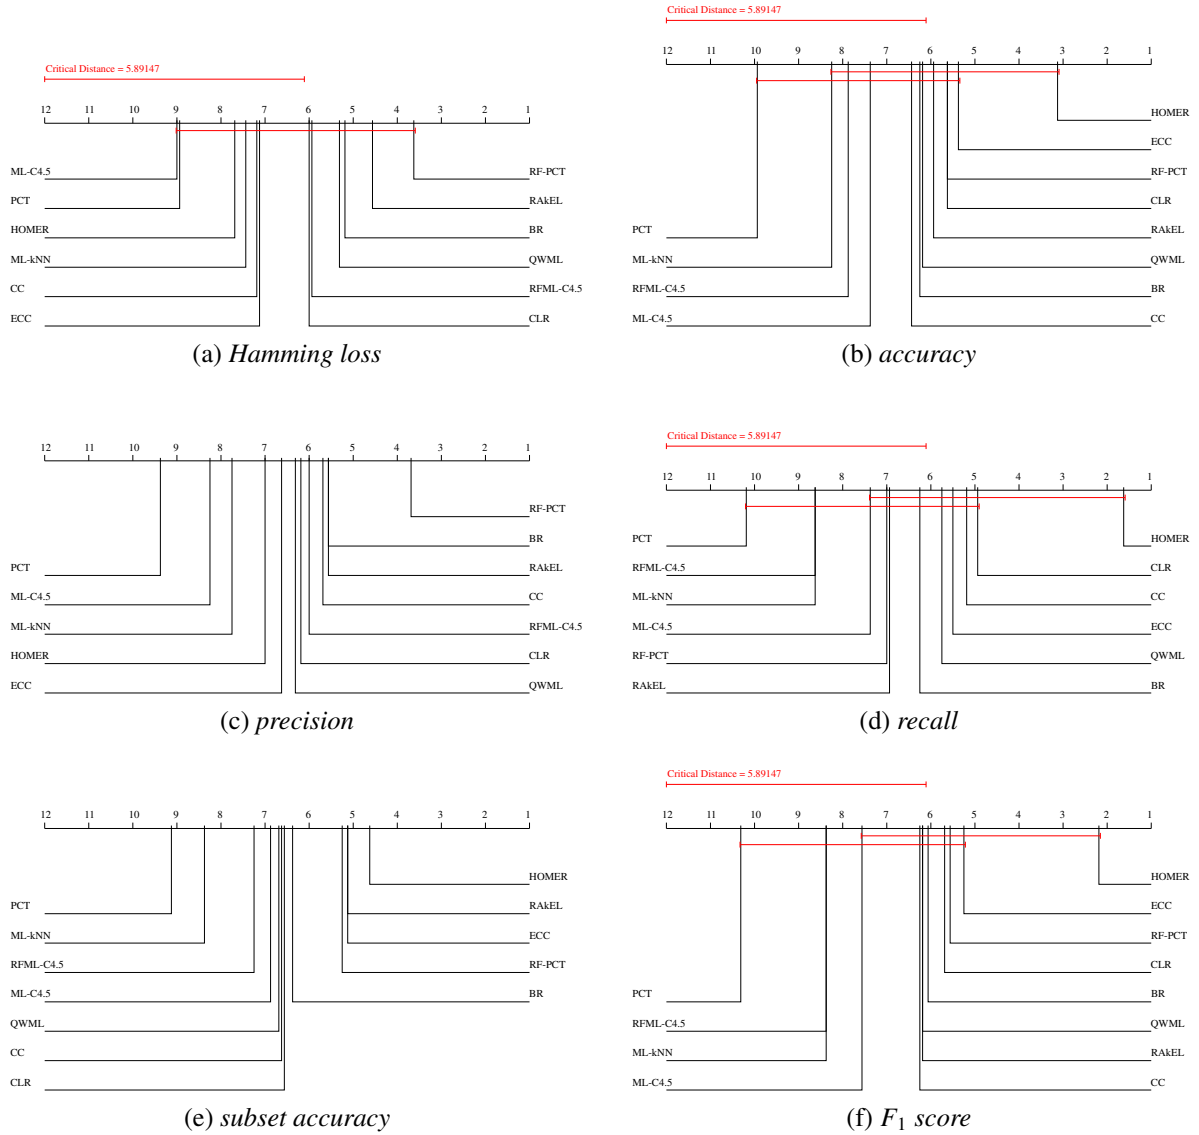 Critical Distance = 5.89147
12 11 10 9 8 7 6 5 4 3 2 1
ML-C4.5 RF-PCT
PCT RAkEL
HOMER BR
ML-kNN QWML
CC RFML-C4.5
ECC CLR
(a) Hamming loss
Critical Distance = 5.89147
12 11 10 9 8 7 6 5 4 3 2 1
HOMER
ECC
RF-PCT
CLR
PCT RAkEL
ML-kNN QWML
RFML-C4.5 BR
ML-C4.5 CC
(b) accuracy
12 11 10 9 8 7 6 5 4 3 2 1
RF-PCT
BR
PCT RAkEL
ML-C4.5 CC
ML-kNN RFML-C4.5
HOMER CLR
ECC QWML
(c) precision
Critical Distance = 5.89147
12 11 10 9 8 7 6 5 4 3 2 1
PCT HOMER
RFML-C4.5 CLR
ML-kNN CC
ML-C4.5 ECC
RF-PCT QWML
RAkEL BR
(d) recall
12 11 10 9 8 7 6 5 4 3 2 1
HOMER
PCT RAkEL
ML-kNN ECC
RFML-C4.5 RF-PCT
ML-C4.5 BR
QWML
CC
CLR
(e) subset accuracy
Critical Distance = 5.89147
12 11 10 9 8 7 6 5 4 3 2 1
HOMER
ECC
RF-PCT
CLR
PCT BR
RFML-C4.5 QWML
ML-kNN RAkEL
ML-C4.5 CC
(f) F1 score